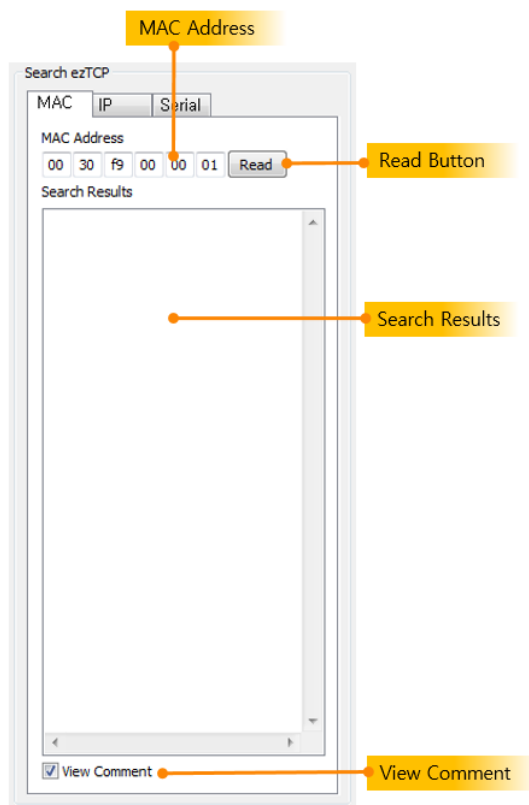 MAC Address
Search ezTCP
MAC IP Serial
MAC Address
00 30 f9 00 00 01 Read
Read Button
Search Results
Search Results
View Comment
View Comment